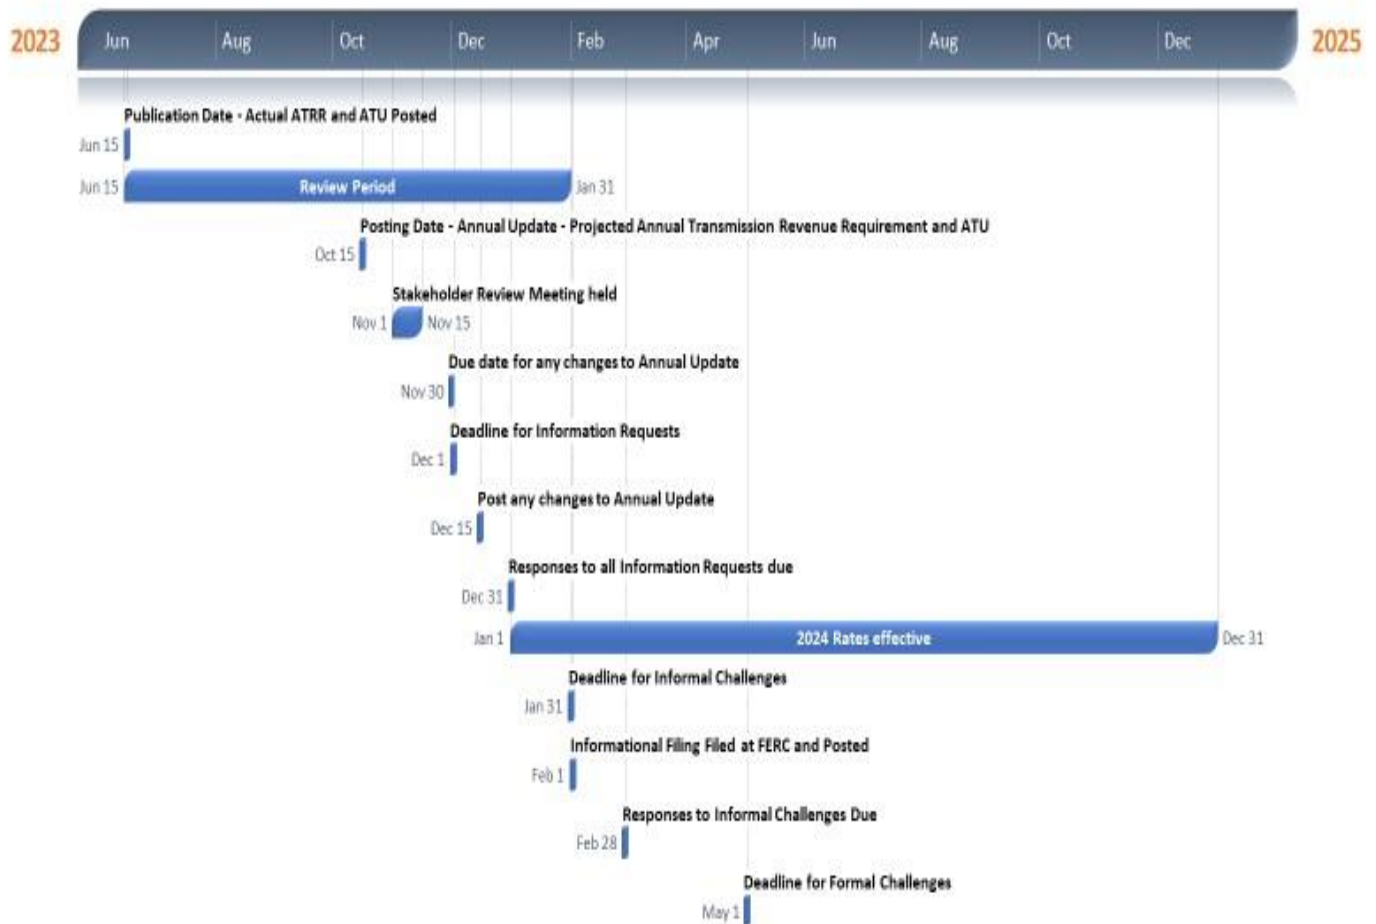 2023 Jun Aug Oct Dec Feb Apr Jun Aug Oct Dec 2025
Publication Date - Actual ATRR and ATU Posted
Jun 15
Jun 15 Review Period Jan 31
Posting Date - Annual Update - Projected Annual Transmission Revenue Requirement and ATU
Oct 15
Stakeholder Review Meeting held
Nov 1 Nov 15
Due date for any changes to Annual Update
Nov 30
Deadline for Information Requests
Dec 1
Post any changes to Annual Update
Dec 15
Responses to all Information Requests due
Dec 31
Jan 1 2024 Rates effective Dec 31
Deadline for Informal Challenges
Jan 31
Informational Filing Filed at FERC and Posted
Feb 1
Responses to Informal Challenges Due
Feb 28
Deadline for Formal Challenges
May 1